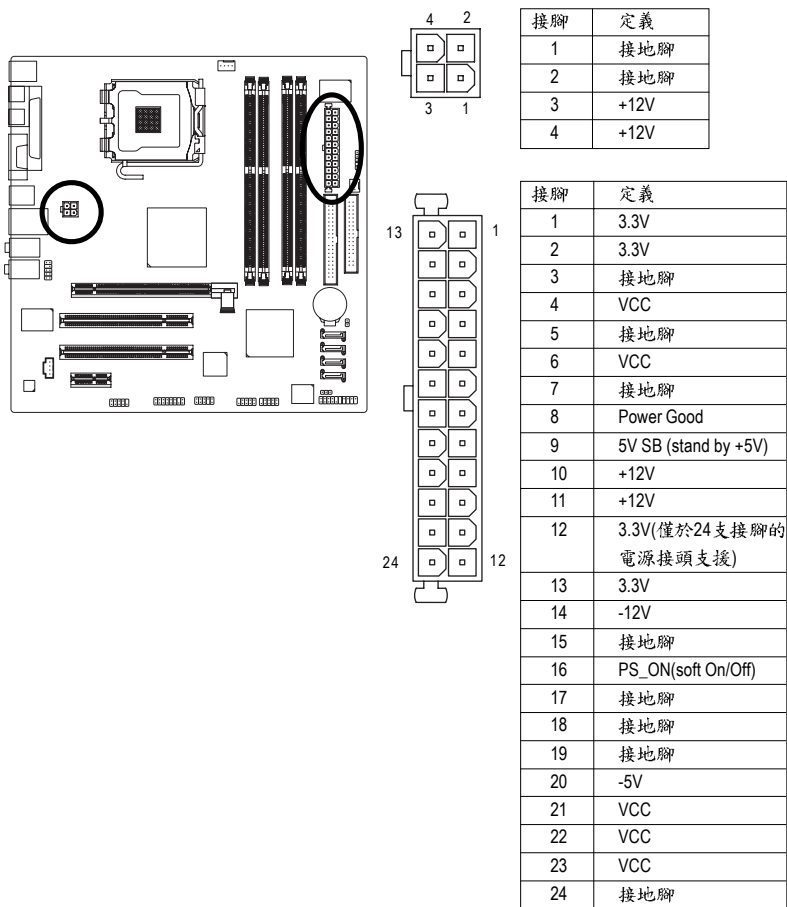 4 2
3 1
接腳 定義
1 接地腳
2 接地腳
3 +12V
4 +12V
13 1
24 12
接腳 定義
1 3.3V
2 3.3V
3 接地腳
4 VCC
5 接地腳
6 VCC
7 接地腳
8 Power Good
9 5V SB (stand by +5V)
10 +12V
11 +12V
12 3.3V(僅於24支接腳的
電源接頭支援)
13 3.3V
14 -12V
15 接地腳
16 PS_ON(soft On/Off)
17 接地腳
18 接地腳
19 接地腳
20 -5V
21 VCC
22 VCC
23 VCC
24 接地腳